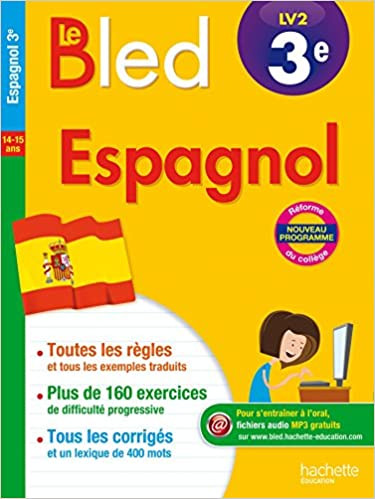 Espagnol 3e
14-15
ans
Le
Bled
LV2
3e
Espagnol
Réforme
NOUVEAU
PROGRAMME
du collège
• Toutes les règles
et tous les exemples traduits
• Plus de 160 exercices
de difficulté progressive
• Tous les corrigés
et un lexique de 400 mots
@
Pour s'entraîner à l'oral,
fichiers audio MP3 gratuits
sur www.bled.hachette-education.com
hachette
ÉDUCATION